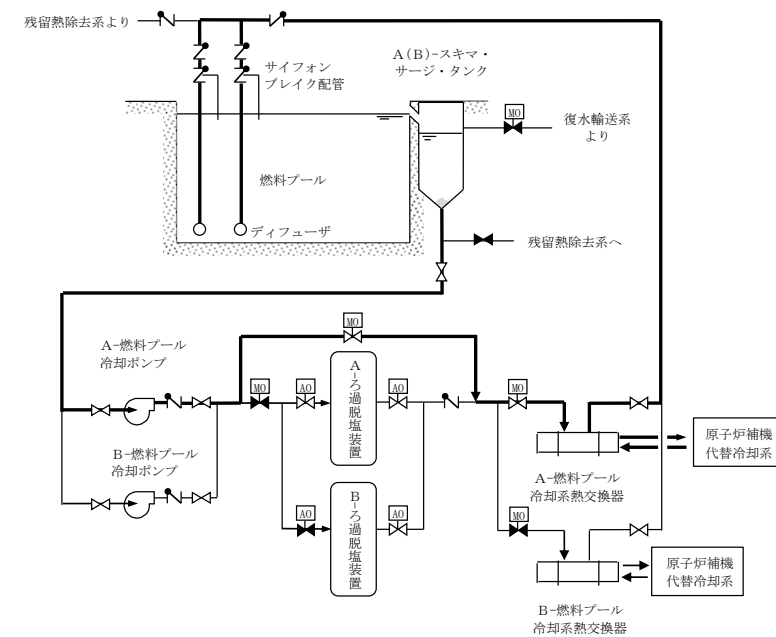 残留熱除去系より
サイフォン
ブレイク配管
A(B)-スキマ・
サージ・タンク
MO
復水輸送系
より
燃料プール
ディフューザ
残留熱除去系へ
MO
A-燃料プール
冷却ポンプ
MO
AO
A-ろ過脱塩装置
AO
MO
原子炉補機
代替冷却系
B-燃料プール
冷却ポンプ
A-燃料プール
冷却系熱交換器
AO
B-ろ過脱塩装置
AO
MO
原子炉補機
代替冷却系
B-燃料プール
冷却系熱交換器